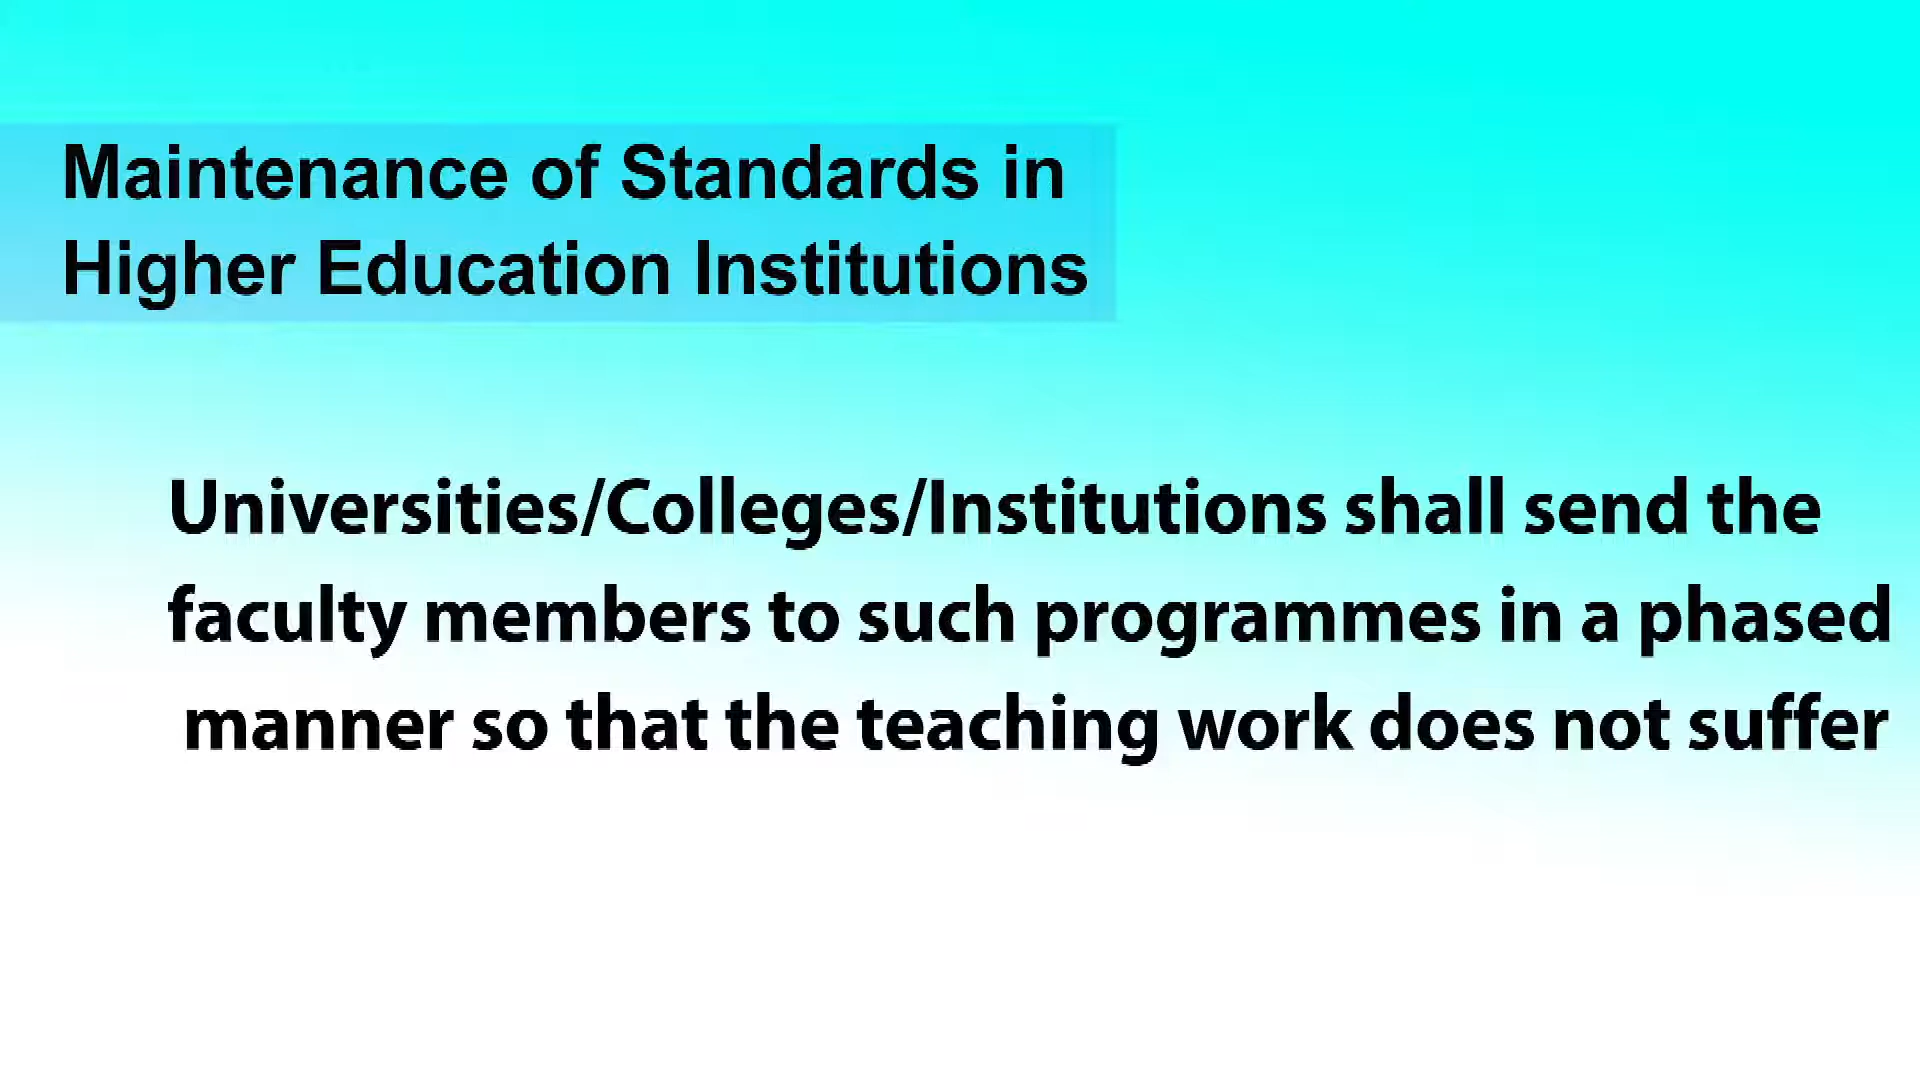 Maintenance of Standards in
Higher Education Institutions
Universities/Colleges/Institutions shall send the
faculty members to such programmes in a phased
manner so that the teaching work does not suffer